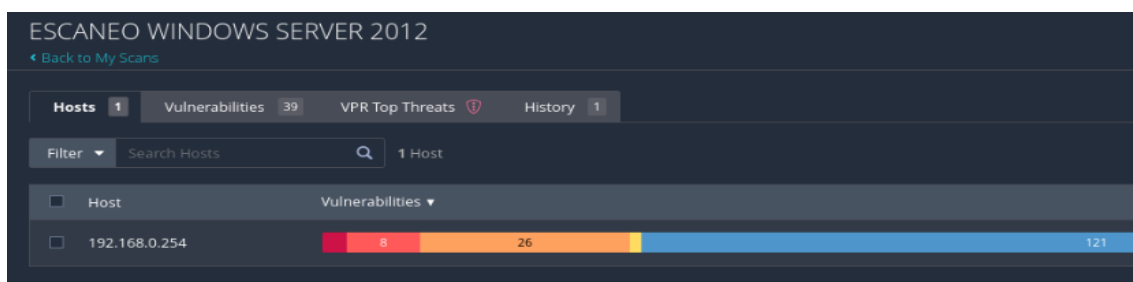 ESCANEO WINDOWS SERVER 2012
Back to My Scans
Hosts 1 Vulnerabilities 39 VPR Top Threats History 1
Filter Search Hosts 1 Host
Host Vulnerabilities
192.168.0.254 8 26 121